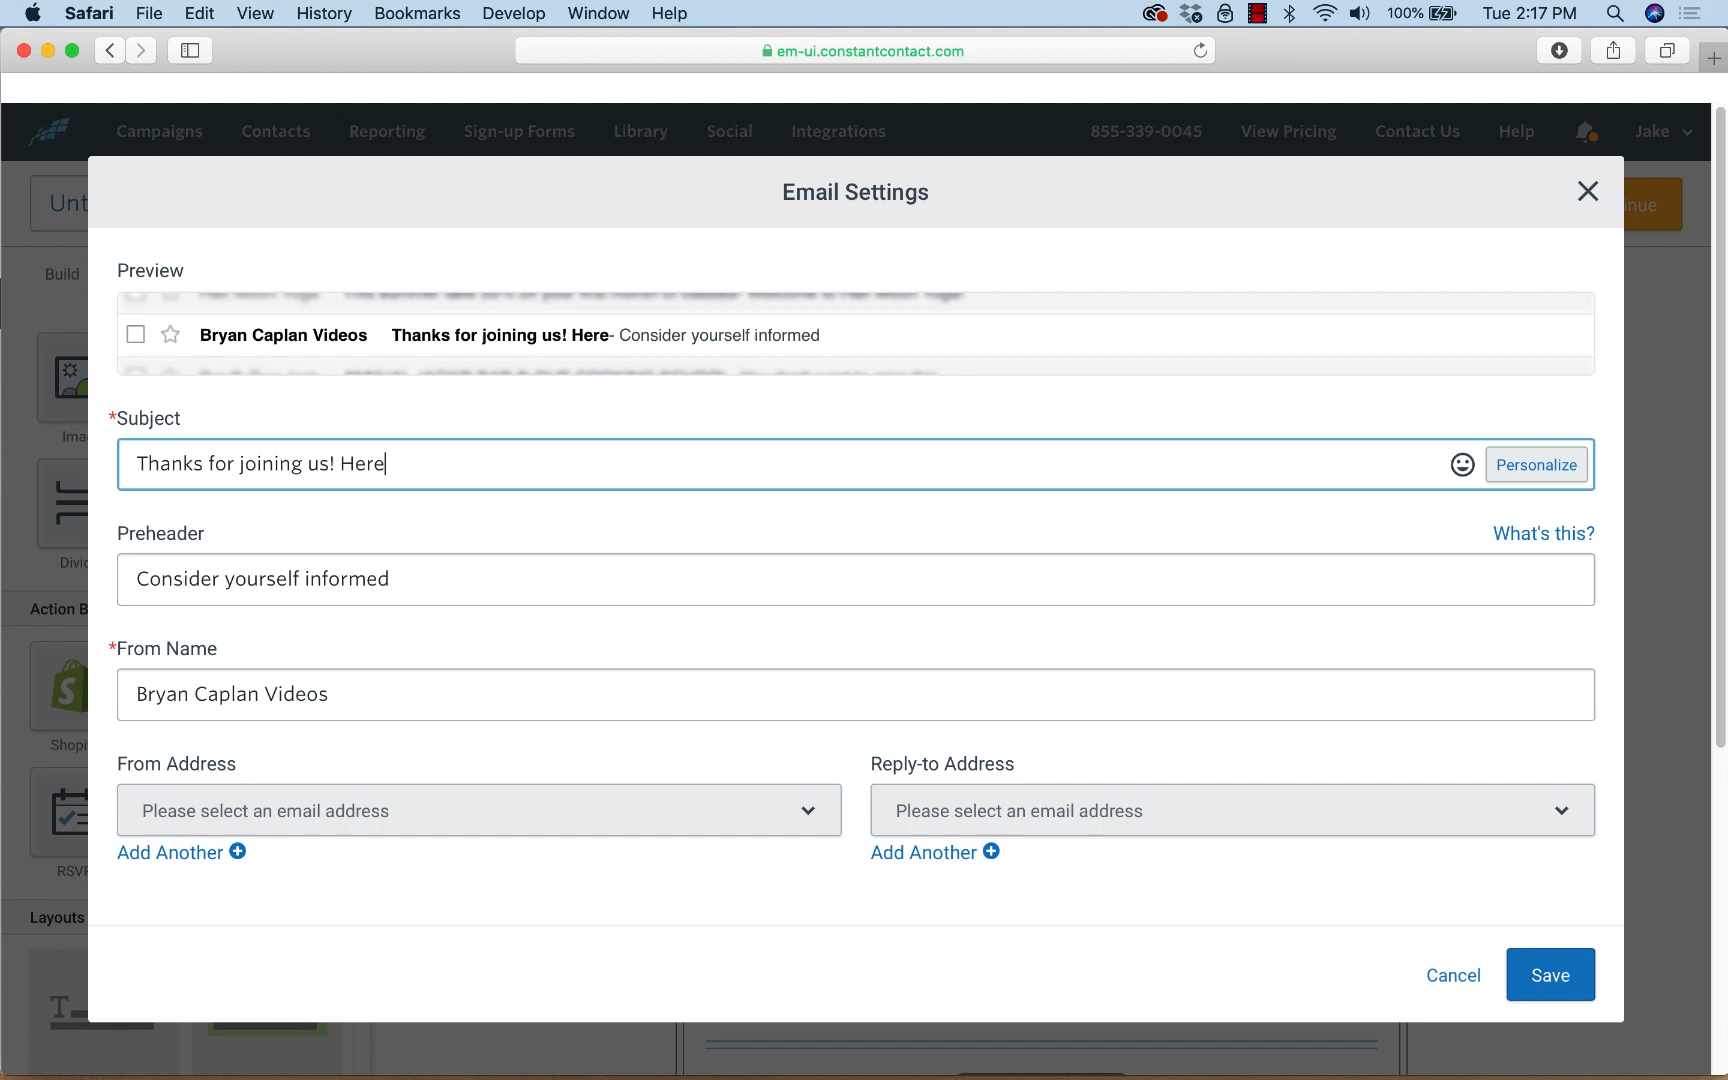 Safari File Edit View History Bookmarks Develop Window Help 100% Tue 2:17 PM
em-ui.constantcontact.com
Campaigns Contacts Reporting Sign-up Forms Library Social Integrations 855-339-0045 View Pricing Contact Us Help Jake
Email Settings
Unt
inue
Build
Preview
Bryan Caplan Videos Thanks for joining us! Here- Consider yourself informed
*Subject
Thanks for joining us! Here
Personalize
Ima
Preheader What's this?
Consider yourself informed
Divid
Action B
*From Name
Bryan Caplan Videos
Shopi
From Address Reply-to Address
Please select an email address Please select an email address
Add Another Add Another
RSVP
Layouts
Cancel Save
T